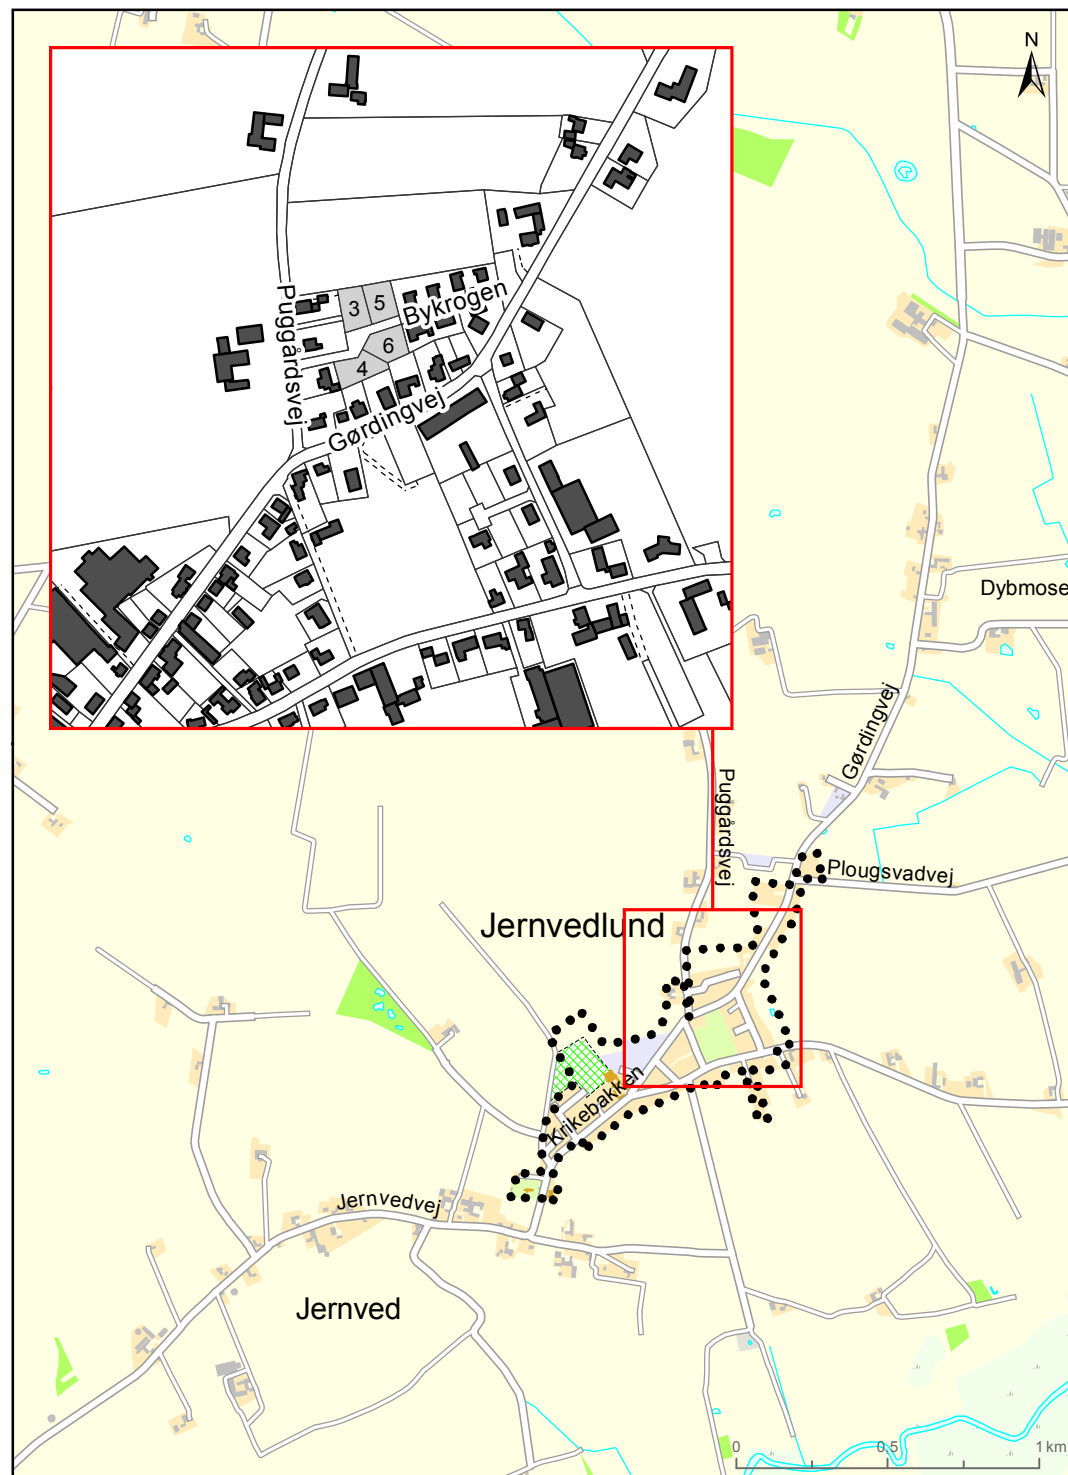 N
3
5
Bykrogen
6
4
Puggårdsvej
Gørdingvej
Dybmose
Gørdingvej
Puggårdsvej
Plougsvadvej
Jernvedlund
Krikebakken
Jernvedvej
Jernved
0
0,5
1 km